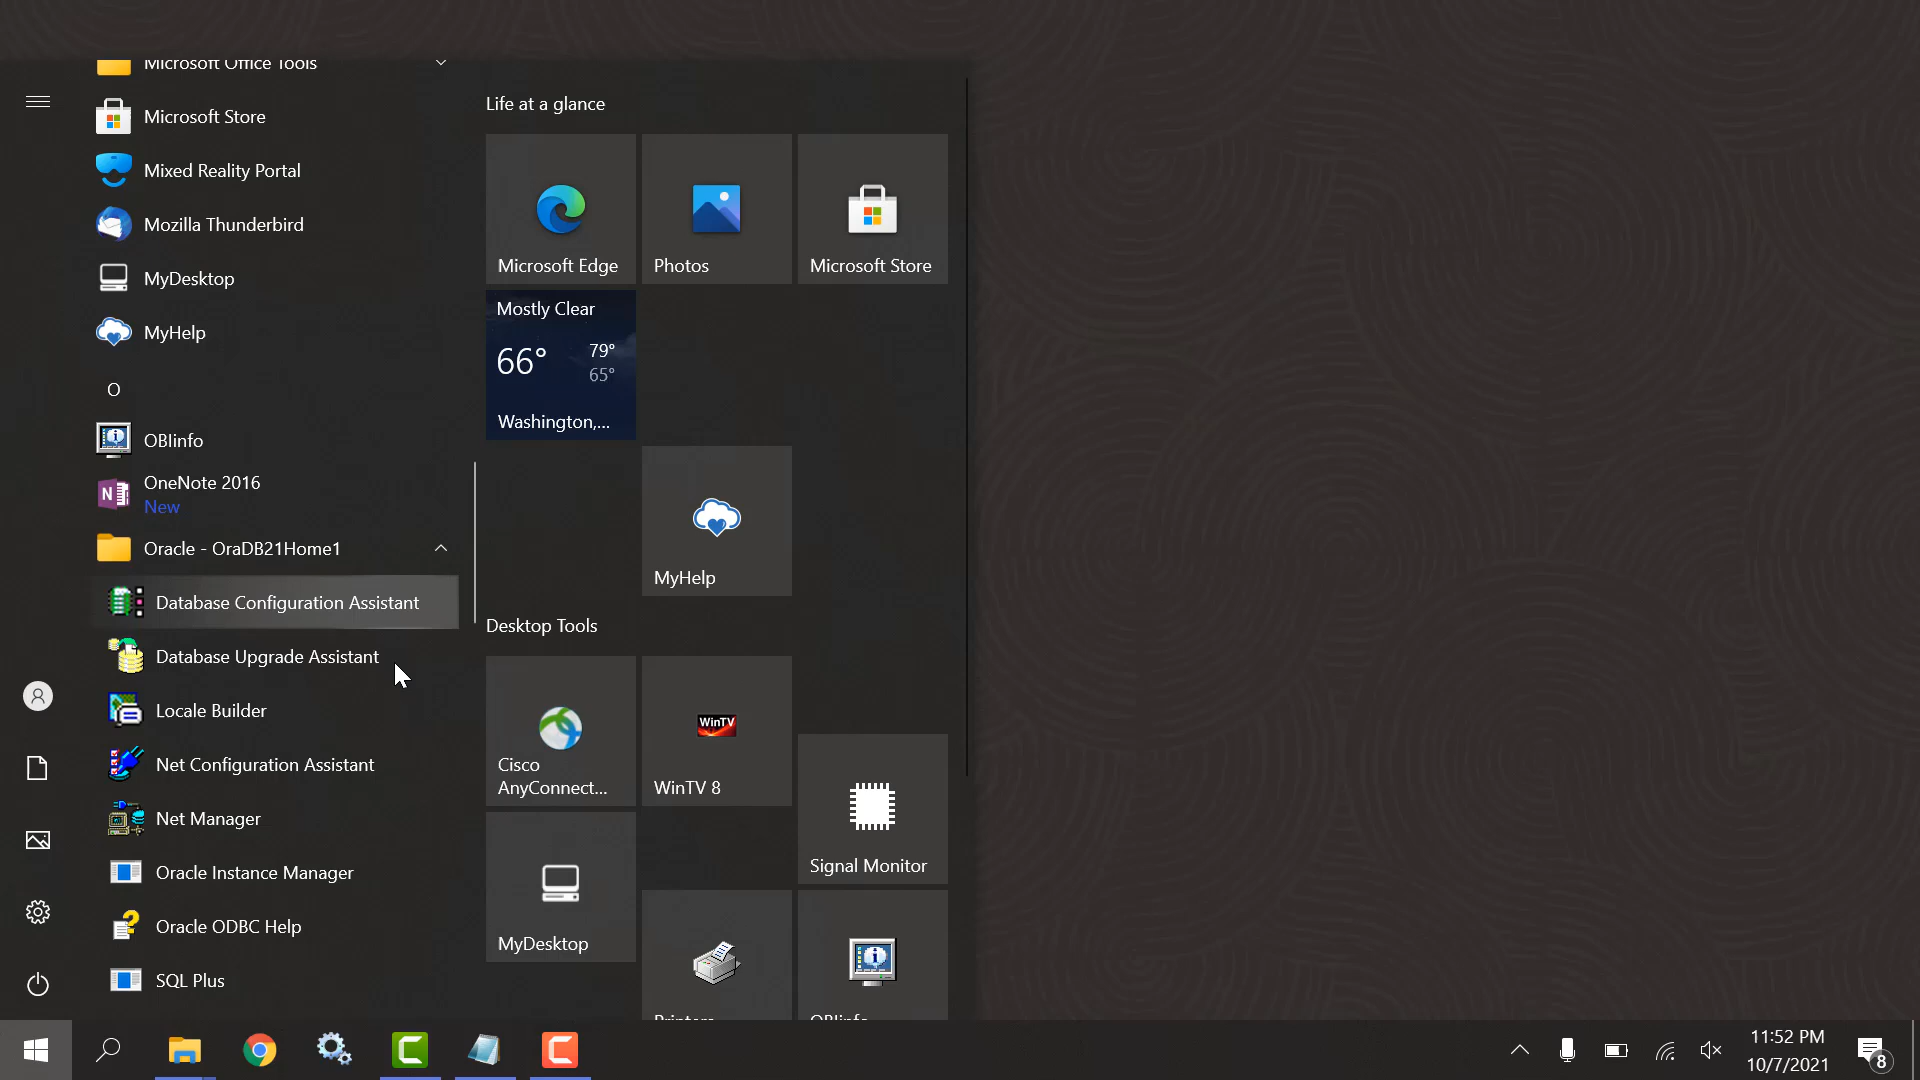 Microsoft Office Tools
Microsoft Store
Mixed Reality Portal
Mozilla Thunderbird
MyDesktop
MyHelp
O
OBIinfo
OneNote 2016
New
Oracle - OraDB21Home1
Database Configuration Assistant
Database Upgrade Assistant
Locale Builder
Net Configuration Assistant
Net Manager
Oracle Instance Manager
Oracle ODBC Help
SQL Plus
Life at a glance
Microsoft Edge
Photos
Microsoft Store
Mostly Clear
66°
79°
65°
Washington,...
MyHelp
Desktop Tools
Cisco
AnyConnect...
WinTV
WinTV 8
Signal Monitor
MyDesktop
Printers
OBIinfo
11:52 PM
10/7/2021
8